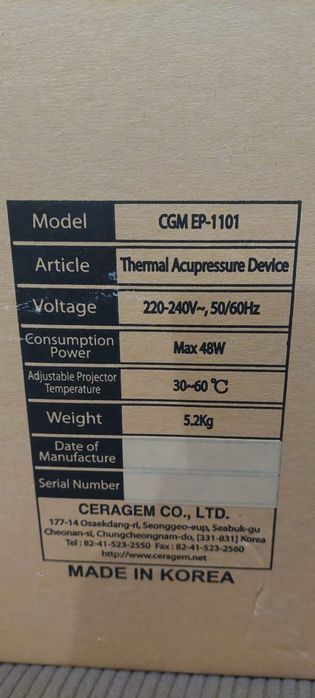 Model CGM EP-1101
Article Thermal Acupressure Device
Voltage 220-240V~, 50/60Hz
Consumption
Power Max 48W
Adjustable Projector
Temperature 30~60 ℃
Weight 5.2Kg
Date of
Manufacture
Serial Number
CERAGEM CO., LTD.
177-14 Osaekdang-ri, Seonggeo-eup, Seabuk-gu
Cheonan-si, Chungcheongnam-do, [331-831] Korea
Tel : 82-41-523-2550 Fax : 82-41-523-2560
http://www.ceragem.net
MADE IN KOREA